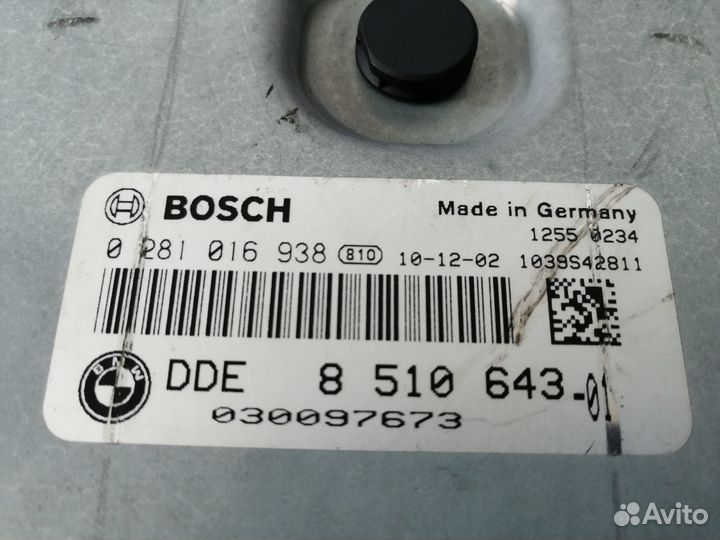 BOSCH
Made in Germany
1255 0234
0 281 016 938 810 10-12-02 1039S42811
BMW
DDE 8 510 643-01
030097673
Avito